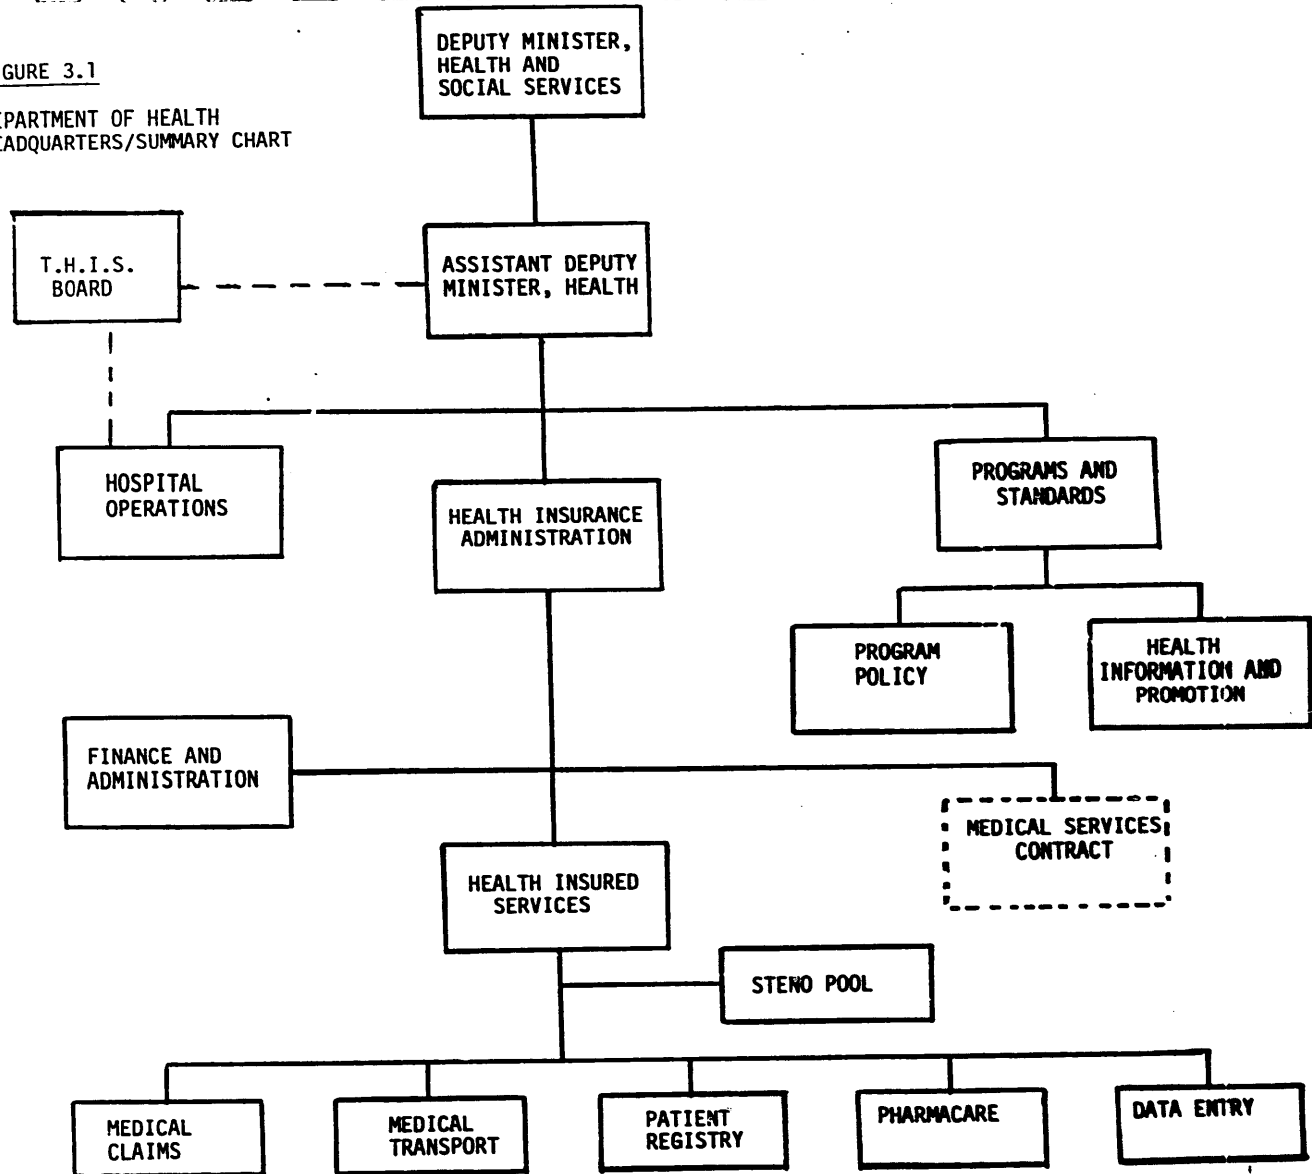 DEPUTY MINISTER,
HEALTH AND
SOCIAL SERVICES
IGURE 3.1
EPARTMENT OF HEALTH
EADQUARTERS/SUMMARY CHART
T.H.I.S.
BOARD
ASSISTANT DEPUTY
MINISTER, HEALTH
HOSPITAL
OPERATIONS
HEALTH INSURANCE
ADMINISTRATION
PROGRAMS AND
STANDARDS
PROGRAM
POLICY
HEALTH
INFORMATION AND
PROMOTION
FINANCE AND
ADMINISTRATION
MEDICAL SERVICES
CONTRACT
HEALTH INSURED
SERVICES
STENO POOL
MEDICAL
CLAIMS
MEDICAL
TRANSPORT
PATIENT
REGISTRY
PHARMACARE
DATA ENTRY